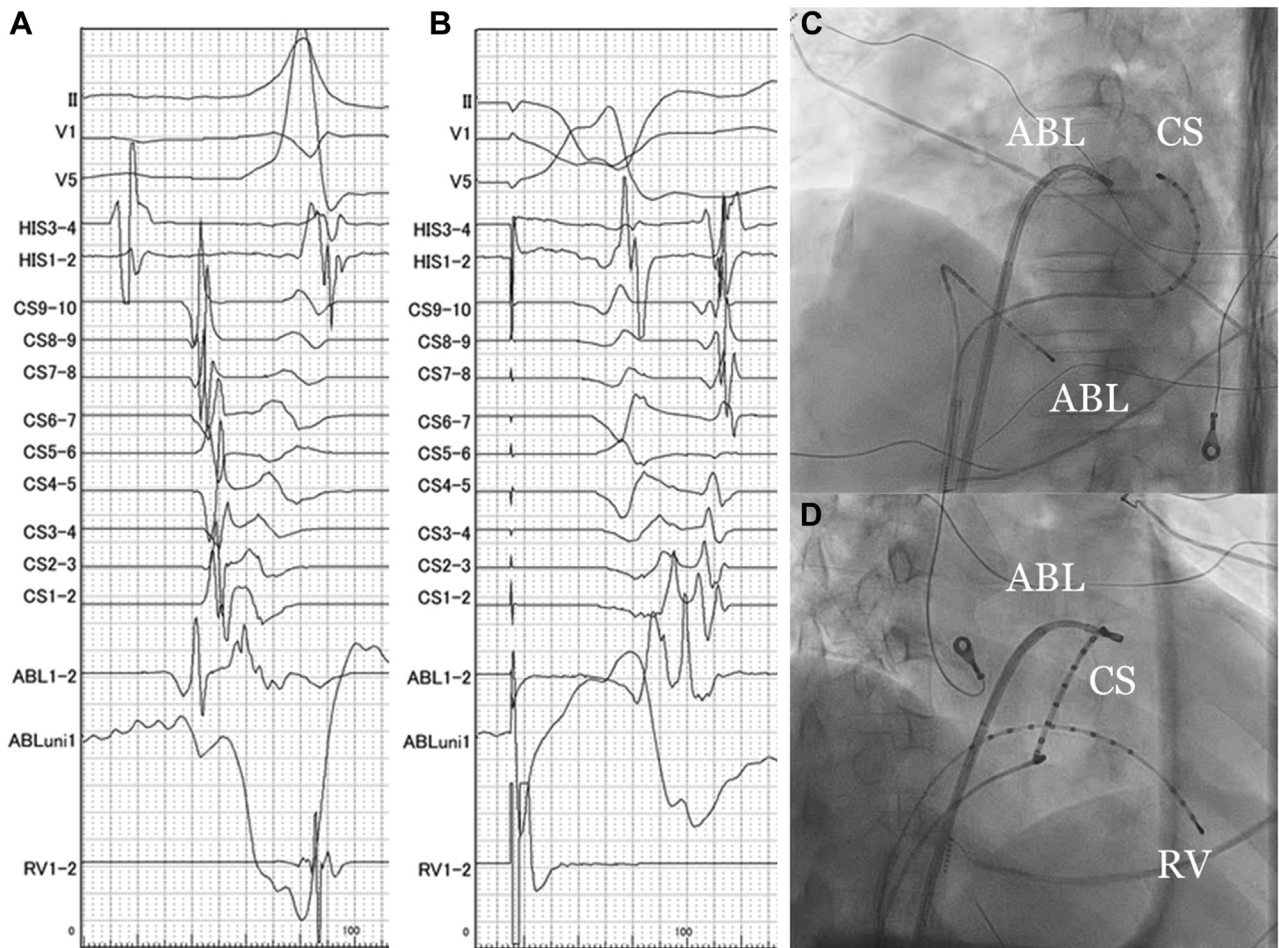 A
II
V1
V5
HIS3-4
HIS1-2
CS9-10
CS8-9
CS7-8
CS6-7
CS5-6
CS4-5
CS3-4
CS2-3
CS1-2
ABL1-2
ABLuni1
RV1-2
0 100
B
II
V1
V5
HIS3-4
HIS1-2
CS9-10
CS8-9
CS7-8
CS6-7
CS5-6
CS4-5
CS3-4
CS2-3
CS1-2
ABL1-2
ABLuni1
RV1-2
0 100
C
ABL CS
ABL
D
ABL
CS
RV